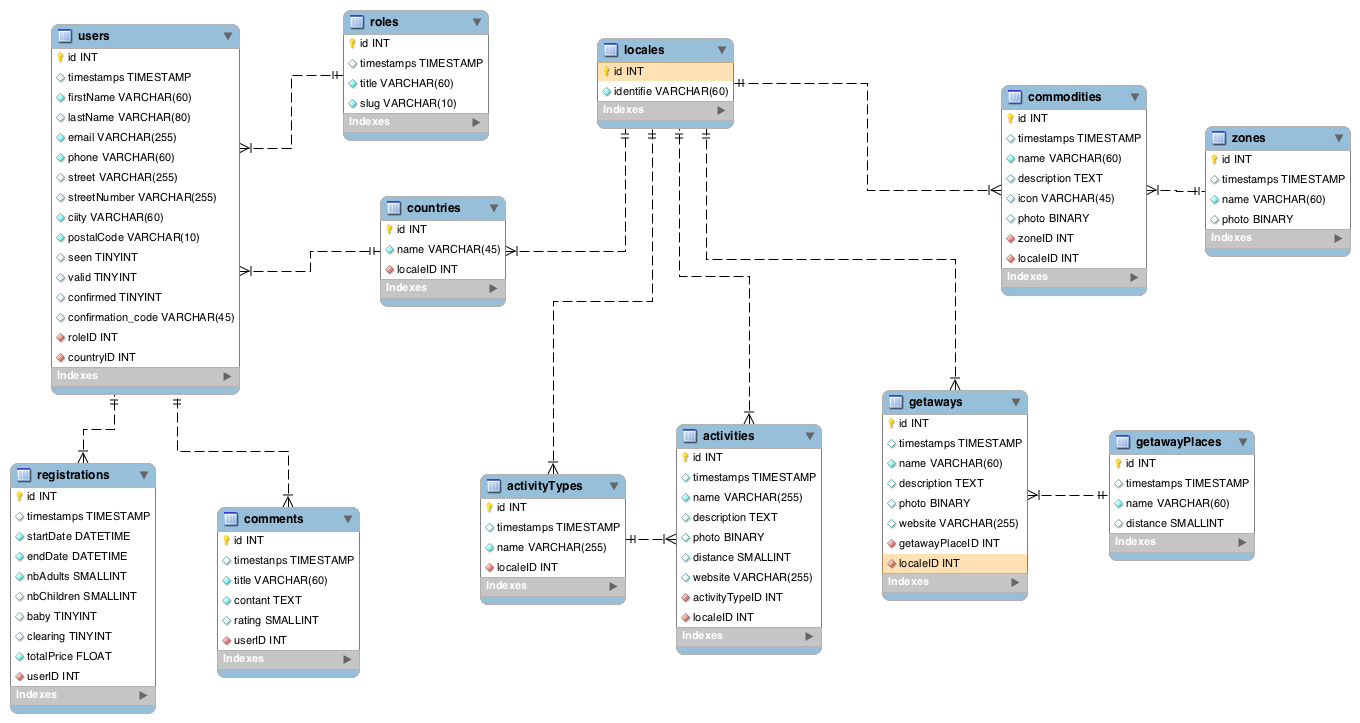 users
id INT
timestamps TIMESTAMP
firstName VARCHAR(60)
lastName VARCHAR(80)
email VARCHAR(255)
phone VARCHAR(60)
street VARCHAR(255)
streetNumber VARCHAR(255)
ciity VARCHAR(60)
postalCode VARCHAR(10)
seen TINYINT
valid TINYINT
confirmed TINYINT
confirmation_code VARCHAR(45)
roleID INT
countryID INT
Indexes
roles
id INT
timestamps TIMESTAMP
title VARCHAR(60)
slug VARCHAR(10)
Indexes
locales
id INT
identifie VARCHAR(60)
Indexes
commodities
id INT
timestamps TIMESTAMP
name VARCHAR(60)
description TEXT
icon VARCHAR(45)
photo BINARY
zoneID INT
localeID INT
Indexes
zones
id INT
timestamps TIMESTAMP
name VARCHAR(60)
photo BINARY
Indexes
countries
id INT
name VARCHAR(45)
localeID INT
Indexes
registrations
id INT
timestamps TIMESTAMP
startDate DATETIME
endDate DATETIME
nbAdults SMALLINT
nbChildren SMALLINT
baby TINYINT
clearing TINYINT
totalPrice FLOAT
userID INT
Indexes
comments
id INT
timestanps TIMESTAMP
title VARCHAR(60)
contant TEXT
rating SMALLINT
userID INT
Indexes
activityTypes
id INT
timestamps TIMESTAMP
name VARCHAR(255)
localeID INT
Indexes
activities
id INT
timestamps TIMESTAMP
name VARCHAR(255)
description TEXT
photo BINARY
distance SMALLINT
website VARCHAR(255)
activityTypeID INT
localeID INT
Indexes
getaways
id INT
timestamps TIMESTAMP
name VARCHAR(60)
description TEXT
photo BINARY
website VARCHAR(255)
getawayPlaceID INT
localeID INT
Indexes
getawayPlaces
id INT
timestamps TIMESTAMP
name VARCHAR(60)
distance SMALLINT
Indexes